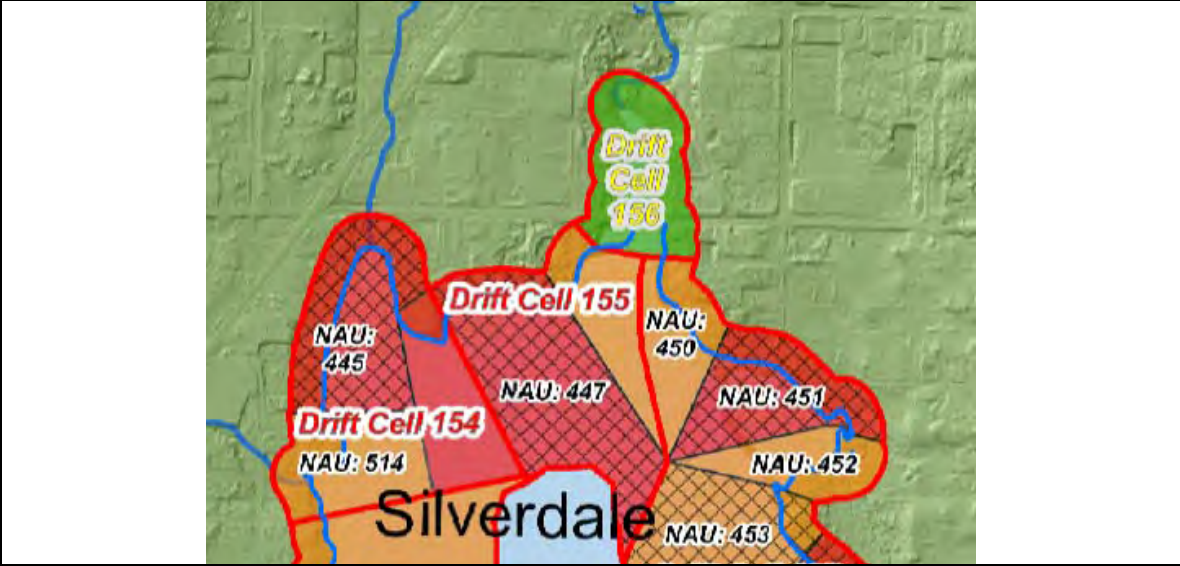 Drift
Cell
156
Drift Cell 155
NAU:
445
NAU:
450
NAU: 447
NAU: 451
Drift Cell 154
NAU: 514
NAU: 452
Silverdale
NAU: 453